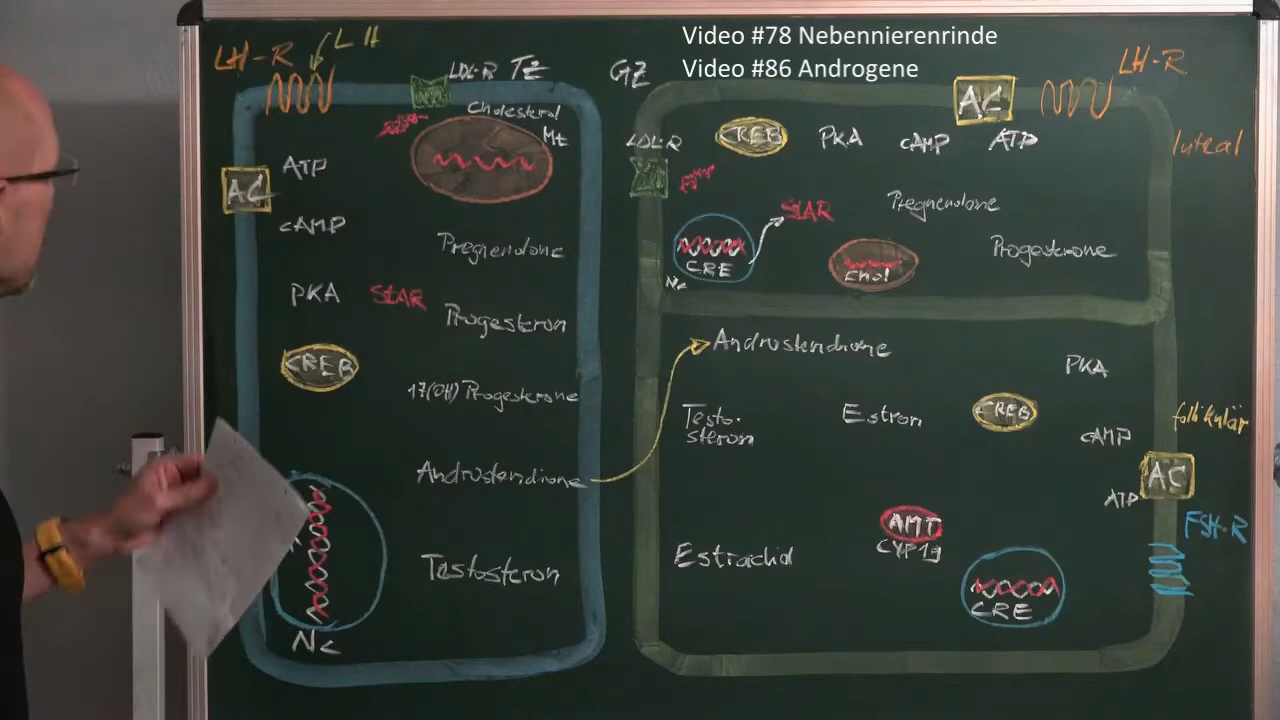 Video #78 Nebennierenrinde
Video #86 Androgene
LH-R
LH
LDL-R
TZ
Cholesterol
Mt
AC
ATP
cAMP
PKA
StAR
CREB
Nc
Pregnendone
Progesteron
17(OH) Progesterone
Androstendione
Testosteron
GZ
LDL-R
CREB
PKA
cAMP
ATP
AC
LH-R
luteal
StAR
Pregnendone
CRE
Nc
Chol
Progesterone
Androstendione
Testo-
steron
Estron
CREB
PKA
cAMP
ATP
AC
follikulär
FSH-R
Estradiol
AMT
CYP19
CRE